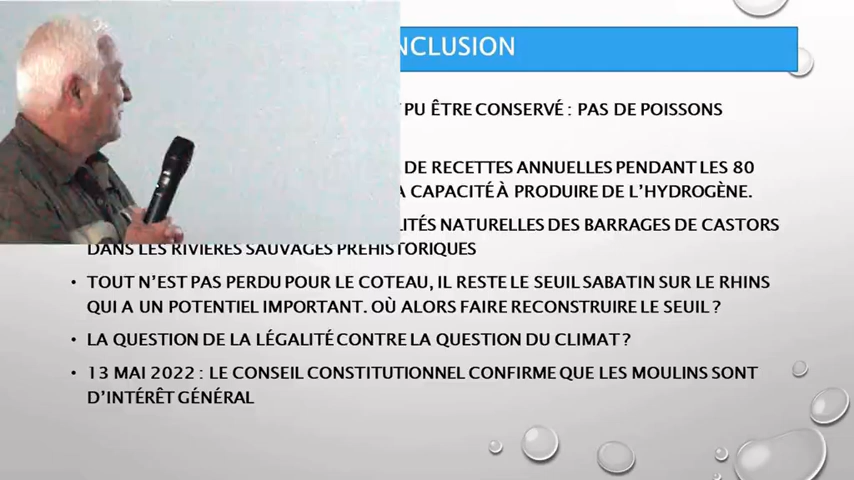 NCLUSION
PU ÊTRE CONSERVÉ : PAS DE POISSONS
DE RECETTES ANNUELLES PENDANT LES 80
CAPACITÉ À PRODUIRE DE L'HYDROGÈNE.
LITÉS NATURELLES DES BARRAGES DE CASTORS
DANS LES RIVIÈRES SAUVAGES PRÉHISTORIQUES
• TOUT N'EST PAS PERDU POUR LE COTEAU, IL RESTE LE SEUIL SABATIN SUR LE RHINS
QUI A UN POTENTIEL IMPORTANT. OÙ ALORS FAIRE RECONSTRUIRE LE SEUIL ?
• LA QUESTION DE LA LÉGALITÉ CONTRE LA QUESTION DU CLIMAT ?
• 13 MAI 2022 : LE CONSEIL CONSTITUTIONNEL CONFIRME QUE LES MOULINS SONT
D'INTÉRÊT GÉNÉRAL